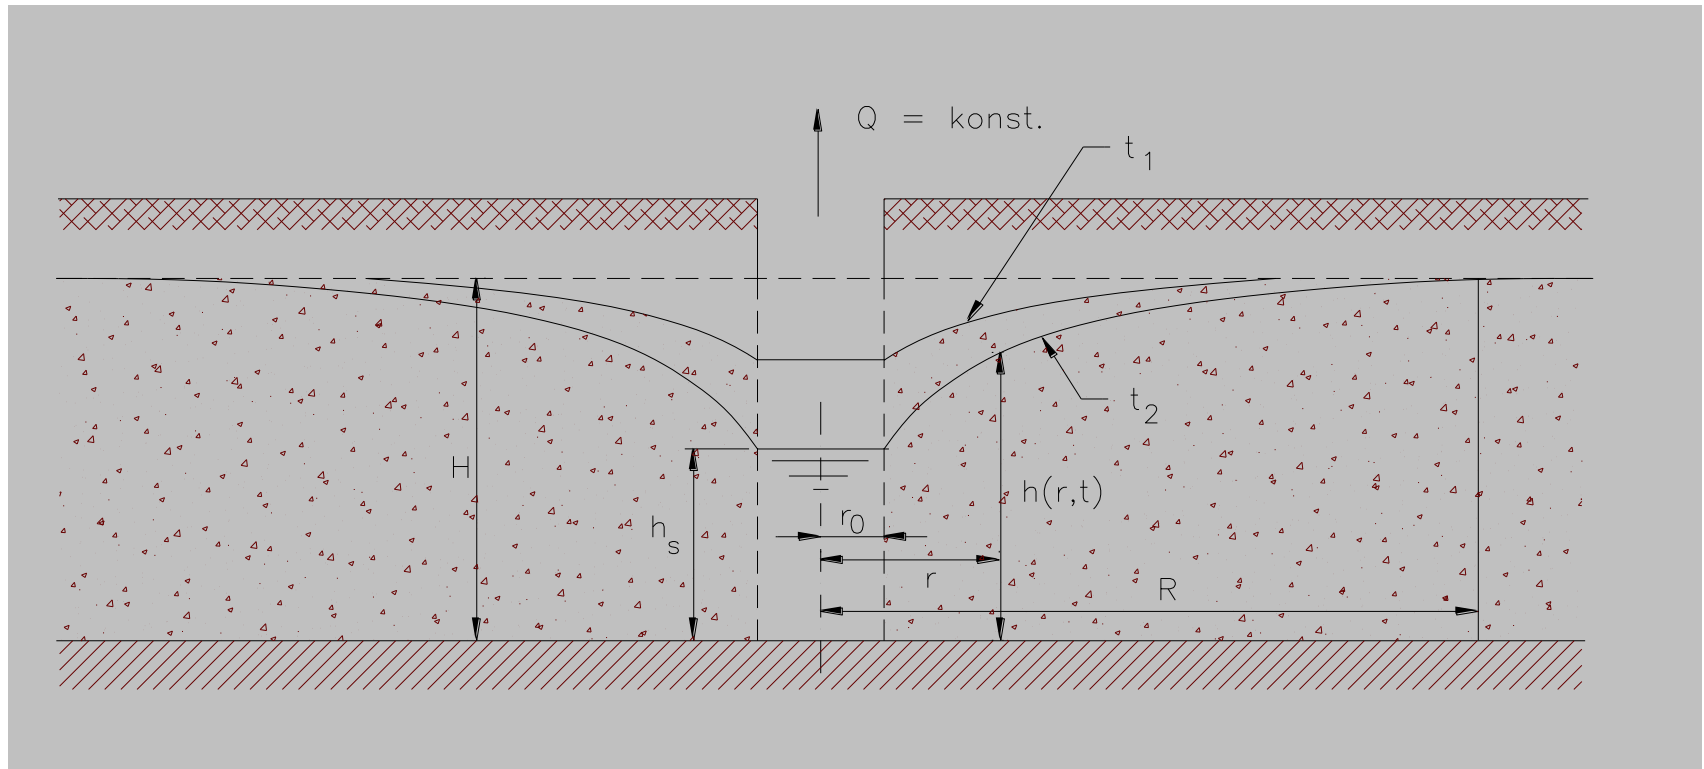 Q = konst.
t1
t2
H
h(r,t)
r0
hs
r
R